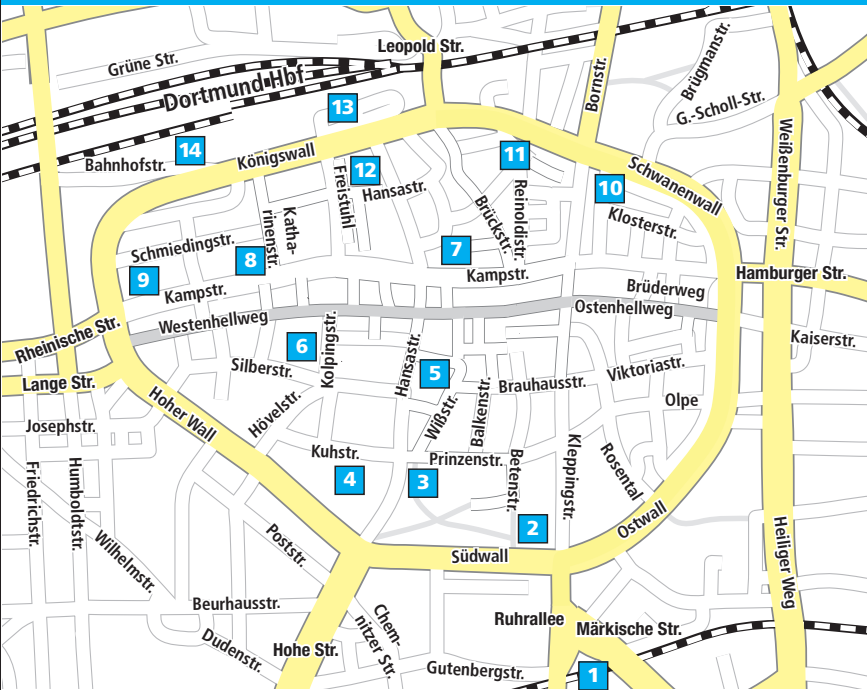 Leopold Str.
Grüne Str.
Dortmund Hbf
Bornstr.
Brügmanstr.
G.-Scholl-Str.
13
14
Bahnhofstr.
Königswall
12
11
Schwanenwall
Weißenburger Str.
Freistuhl
Hansastr.
10
Reinoldistr.
Brückstr.
Klosterstr.
Katha-
rinenstr.
Schmiedingstr.
8
7
9
Kampstr.
Kampstr.
Hamburger Str.
Brüderweg
Ostenhellweg
Westenhellweg
Rheinische Str.
Kaiserstr.
6
Kolpingstr.
Hansastr.
5
Silberstr.
Viktoriastr.
Lange Str.
Brauhausstr.
Olpe
Hoher Wall
Hövelstr.
Wißstr.
Balkenstr.
Josephstr.
Kuhstr.
Prinzenstr.
Betenstr.
Kleppingstr.
Rosental
4
3
Friedrichstr.
Humboldtstr.
2
Ostwall
Wilhelmstr.
Poststr.
Südwall
Heiliger Weg
Beurhausstr.
Chem-
nitzer Str.
Ruhrallee
Märkische Str.
Dudenstr.
Hohe Str.
Gutenbergstr.
1